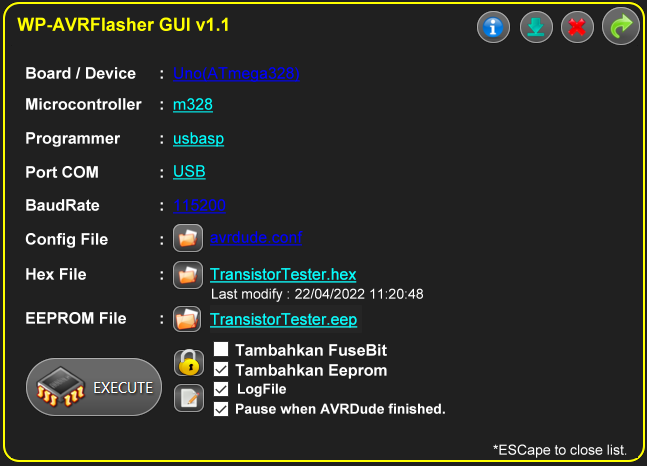 WP-AVRFlasher GUI v1.1
Board / Device : Uno(ATmega328)
Microcontroller : m328
Programmer : usbasp
Port COM : USB
BaudRate : 115200
Config File : avrdude.conf
Hex File : TransistorTester.hex
Last modify : 22/04/2022 11:20:48
EEPROM File : TransistorTester.eep
Tambahkan FuseBit
Tambahkan Eeprom
EXECUTE
LogFile
Pause when AVRDude finished.
*ESCape to close list.